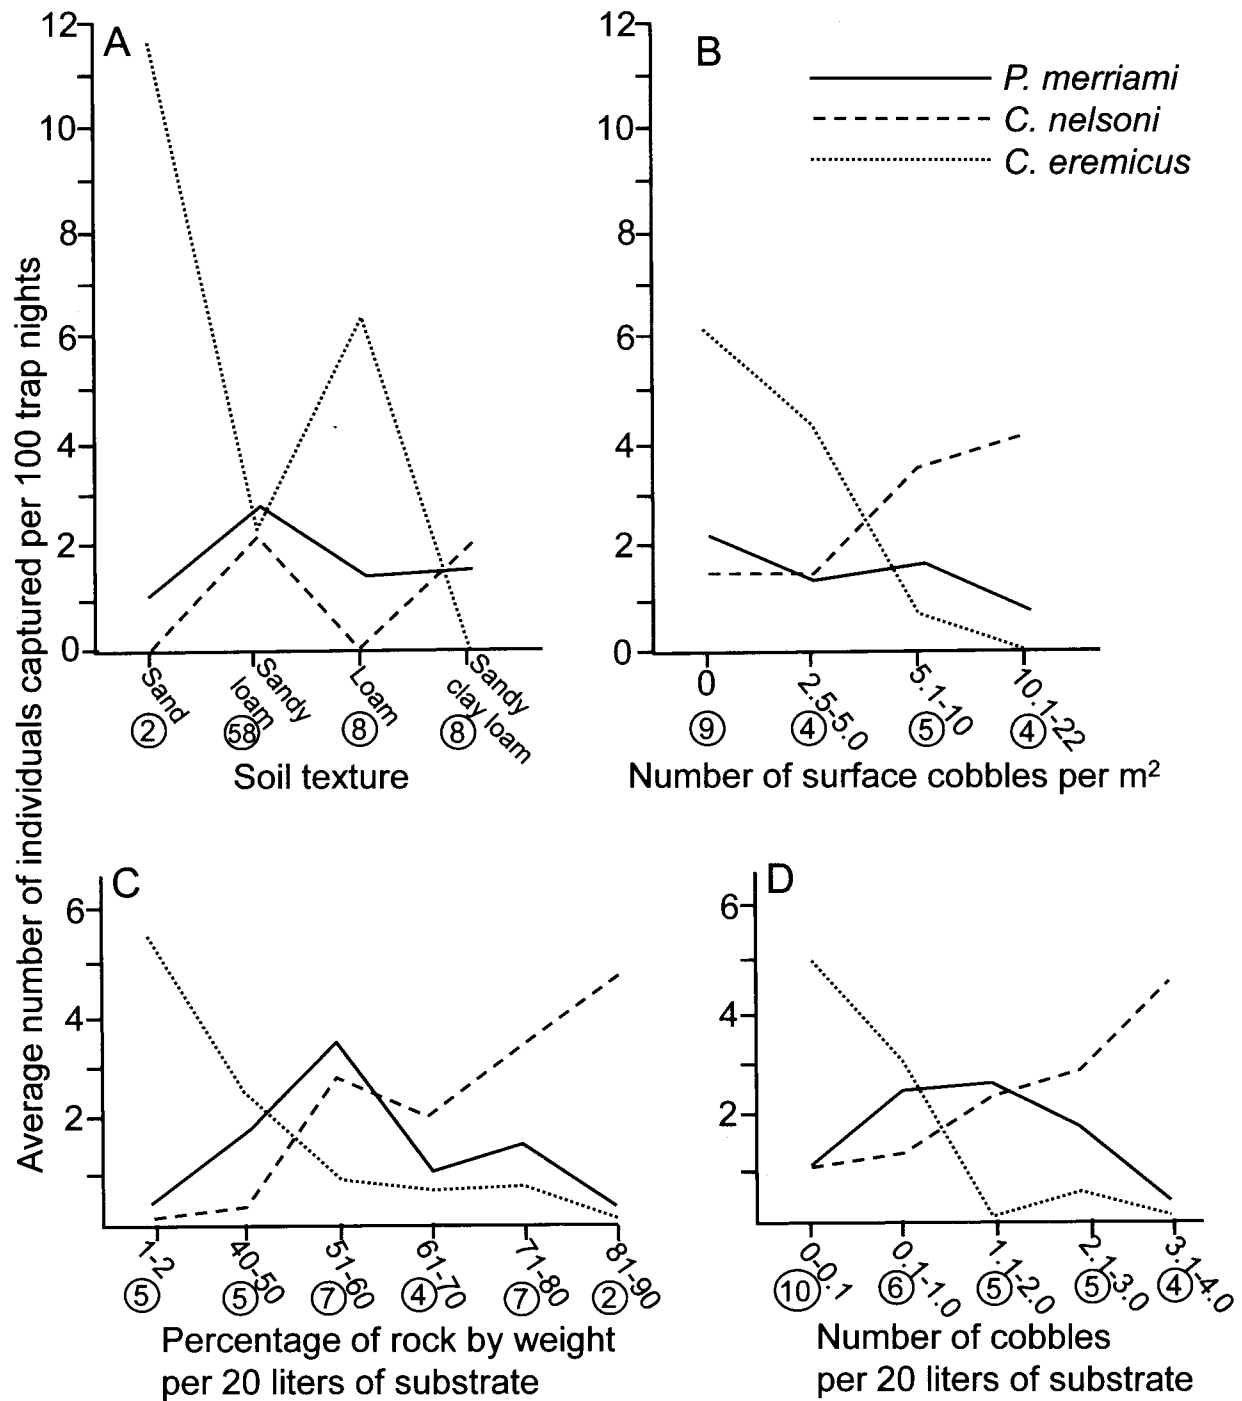 Average number of individuals captured per 100 trap nights
A
12
10
8
6
4
2
0
Sand
Sandy
loam
Loam
Sandy
clay loam
2
58
8
8
Soil texture
B
P. merriami
C. nelsoni
C. eremicus
12
10
8
6
4
2
0
0
2.5-5.0
5.1-10
10.1-22
9
4
5
4
Number of surface cobbles per m²
C
6
4
2
1-2
40-50
51-60
61-70
71-80
81-90
5
5
7
4
7
2
Percentage of rock by weight
per 20 liters of substrate
D
6
4
2
0-0.1
0.1-1.0
1.1-2.0
2.1-3.0
3.1-4.0
10
6
5
5
4
Number of cobbles
per 20 liters of substrate